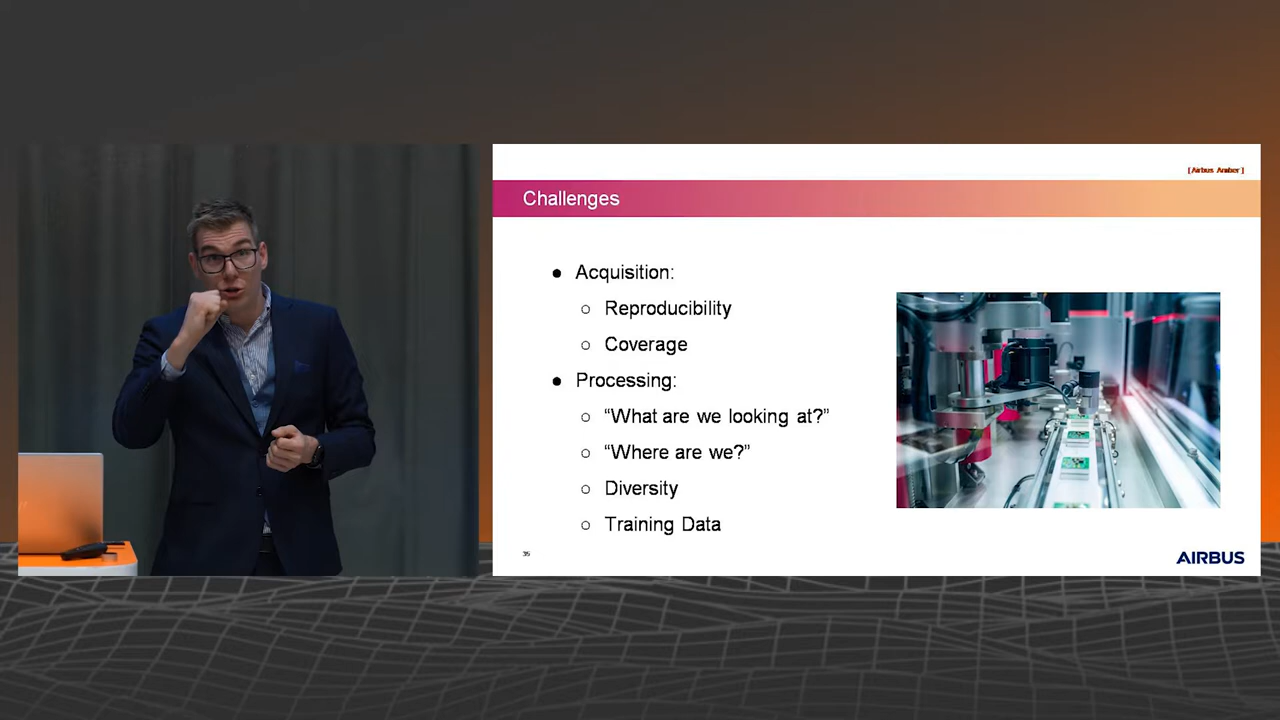 [Airbus Amber]
Challenges
● Acquisition:
○ Reproducibility
○ Coverage
● Processing:
○ “What are we looking at?”
○ “Where are we?”
○ Diversity
○ Training Data
35
AIRBUS